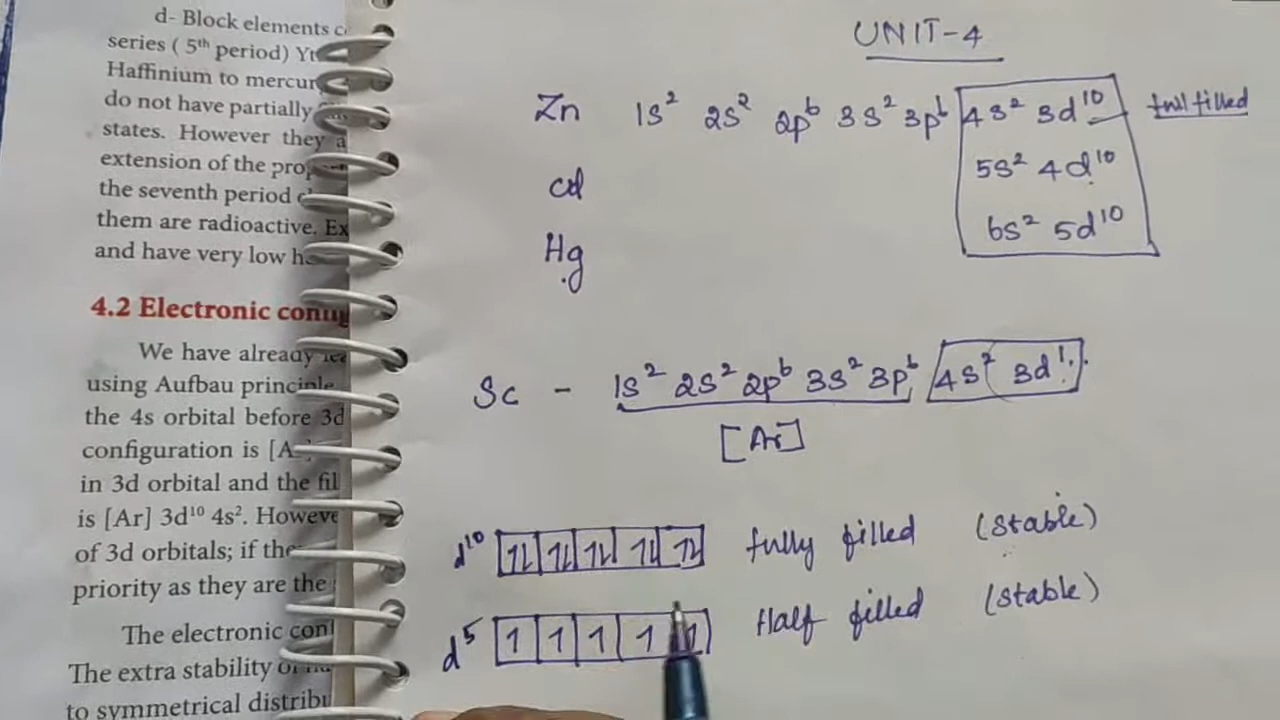 d- Block elements
series ( 5th period)
Haffinium to mercur
do not have partially
states. However they a
extension of the pro
the seventh period
them are radioactive. Ex
and have very low h
4.2 Electronic config
We have already
using Aufbau principle
the 4s orbital before 3d
configuration is [A
in 3d orbital and the fil
is [Ar] 3d¹⁰ 4s². Howeve
of 3d orbitals; if the
priority as they are the
The electronic con
The extra stability
to symmetrical distribu
UNIT-4
Zn 1s² 2s² 2p⁶ 3s² 3p⁶ 4s² 3d¹⁰ full filled
Cd 5s² 4d¹⁰
Hg 6s² 5d¹⁰
Sc - 1s² 2s² 2p⁶ 3s² 3p⁶ 4s² 3d¹
[Ar]
d¹⁰ 1L 1L 1L 1L 1L fully filled (stable)
d⁵ 1 1 1 1 1 Half filled (stable)